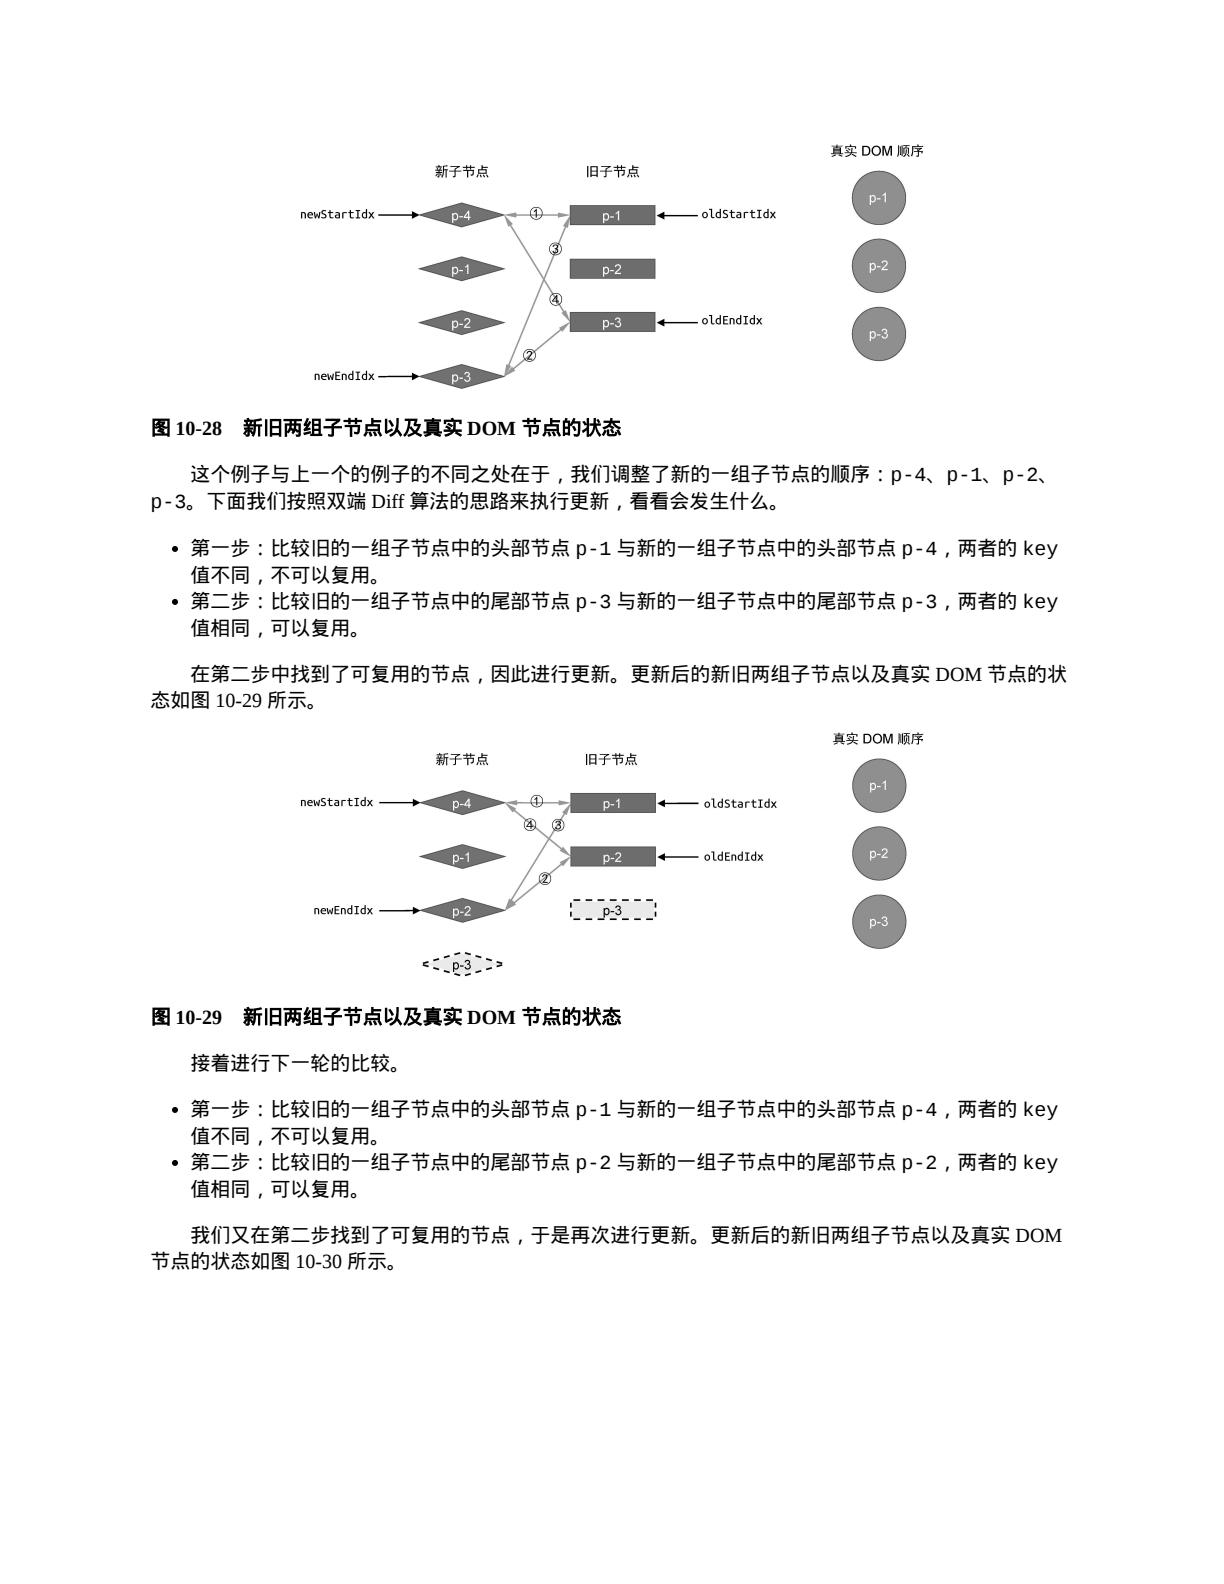 真实 DOM 顺序
新子节点
旧子节点
p-1
newStartIdx
p-4
①
p-1
oldStartIdx
③
p-1
p-2
p-2
④
p-2
p-3
oldEndIdx
p-3
②
newEndIdx
p-3
图 10-28 新旧两组子节点以及真实 DOM 节点的状态
这个例子与上一个的例子的不同之处在于，我们调整了新的一组子节点的顺序：p-4、p-1、p-2、
p-3。下面我们按照双端 Diff 算法的思路来执行更新，看看会发生什么。
• 第一步：比较旧的一组子节点中的头部节点 p-1 与新的一组子节点中的头部节点 p-4，两者的 key
值不同，不可以复用。
• 第二步：比较旧的一组子节点中的尾部节点 p-3 与新的一组子节点中的尾部节点 p-3，两者的 key
值相同，可以复用。
在第二步中找到了可复用的节点，因此进行更新。更新后的新旧两组子节点以及真实 DOM 节点的状
态如图 10-29 所示。
真实 DOM 顺序
新子节点
旧子节点
p-1
newStartIdx
p-4
①
p-1
oldStartIdx
④
③
p-1
p-2
oldEndIdx
p-2
②
newEndIdx
p-2
p-3
p-3
p-3
图 10-29 新旧两组子节点以及真实 DOM 节点的状态
接着进行下一轮的比较。
• 第一步：比较旧的一组子节点中的头部节点 p-1 与新的一组子节点中的头部节点 p-4，两者的 key
值不同，不可以复用。
• 第二步：比较旧的一组子节点中的尾部节点 p-2 与新的一组子节点中的尾部节点 p-2，两者的 key
值相同，可以复用。
我们又在第二步找到了可复用的节点，于是再次进行更新。更新后的新旧两组子节点以及真实 DOM
节点的状态如图 10-30 所示。